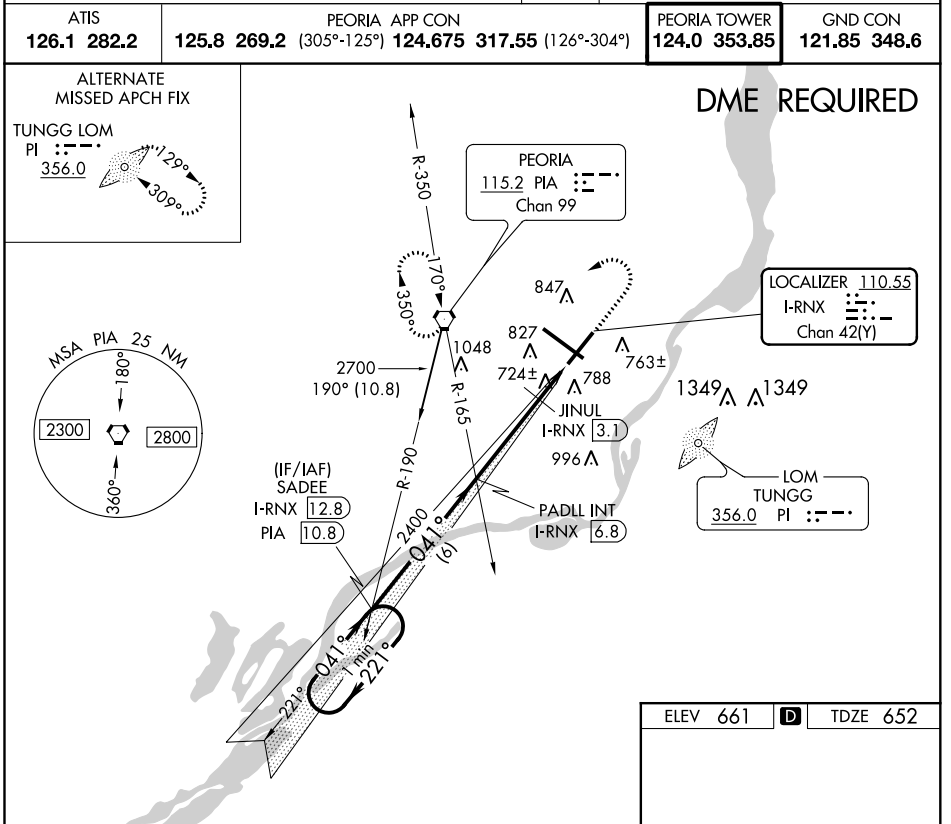 ATIS
126.1 282.2
PEORIA APP CON
125.8 269.2 (305°-125°) 124.675 317.55 (126°-304°)
PEORIA TOWER
124.0 353.85
GND CON
121.85 348.6
ALTERNATE
MISSED APCH FIX
TUNGG LOM
PI
356.0
129°
309°
DME REQUIRED
R-350
PEORIA
115.2 PIA
Chan 99
170°
350°
847
LOCALIZER 110.55
I-RNX
Chan 42(Y)
MSA PIA 25 NM
180°
2300
2800
360°
2700
190° (10.8)
1048
827
724±
788
763±
1349
1349
R-165
JINUL
I-RNX 3.1
996
R-190
(IF/IAF)
SADEE
I-RNX 12.8
PIA 10.8
2400
041°
(6)
PADLL INT
I-RNX 6.8
LOM
TUNGG
356.0 PI
041°
1 min
221°
221°
ELEV 661 D TDZE 652